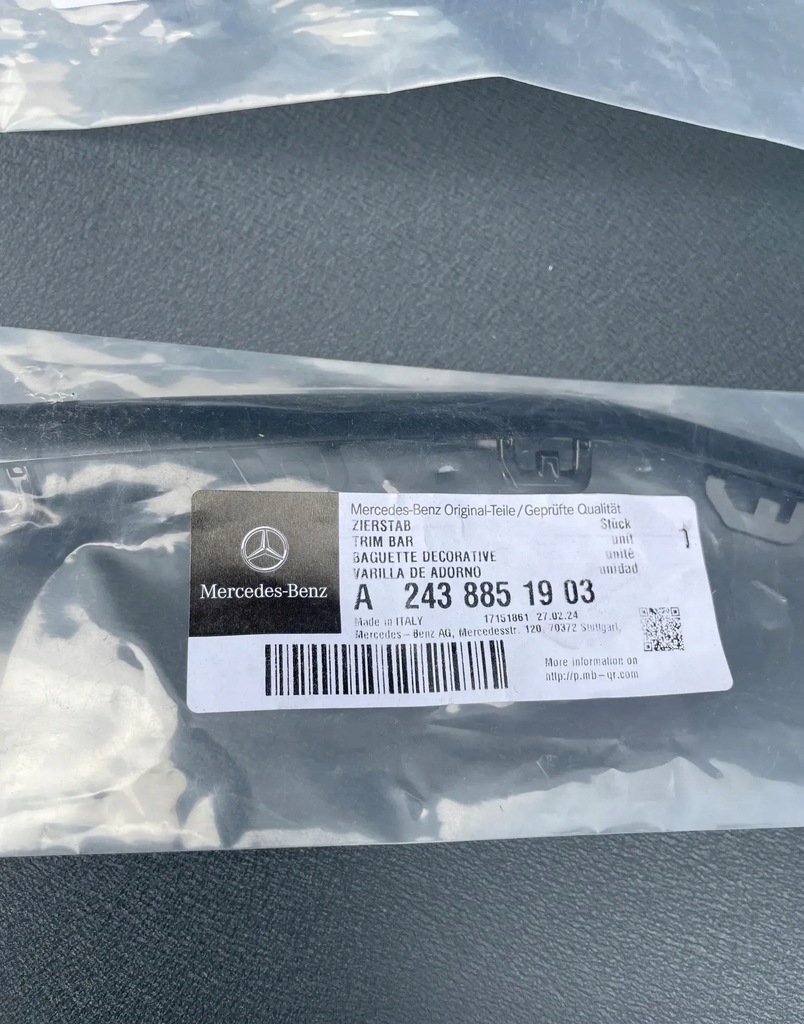 Mercedes-Benz
Mercedes-Benz Original-Teile/Geprüfte Qualität
ZIERSTAB Stück
TRIM BAR unit 1
BAGUETTE DECORATIVE unité
VARILLA DE ADORNO unidad
A 243 885 19 03
Made in ITALY 17151861 27.02.24
Mercedes-Benz AG, Mercedesstr. 120, 70372 Stuttgart,
More information on
http://p.mb-qr.com